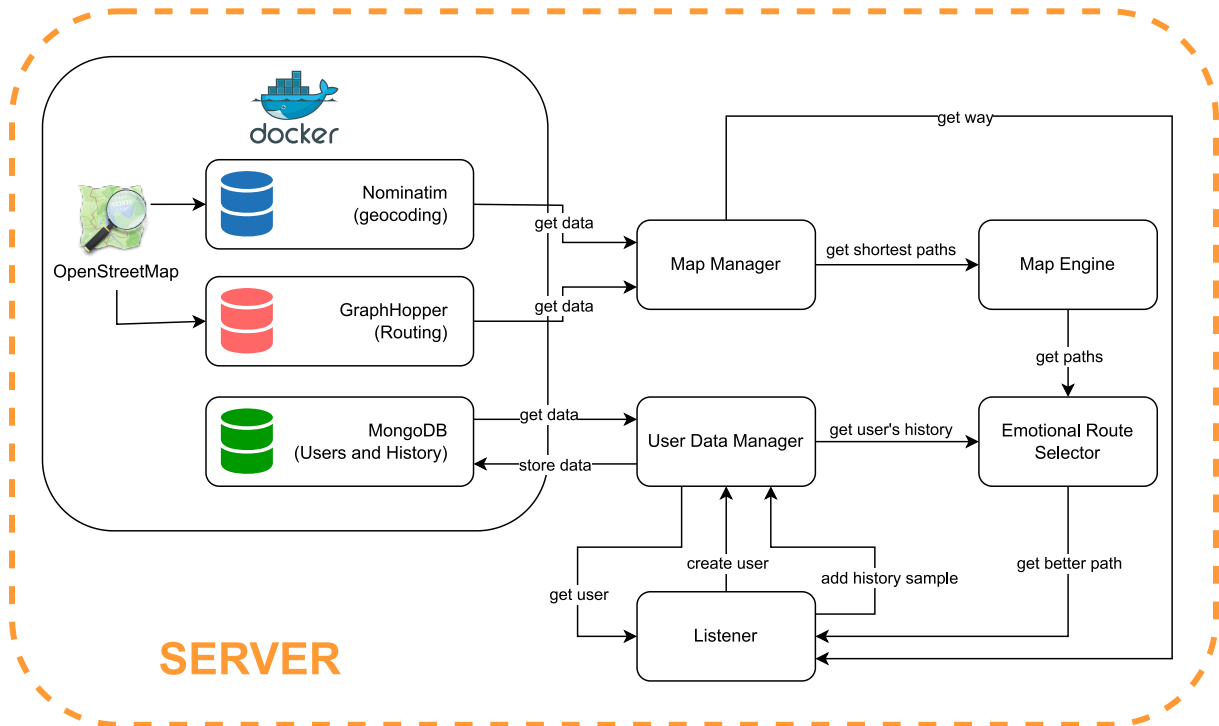 docker
get way
Nominatim
(geocoding)
get data
OpenStreetMap
Map Manager
get shortest paths
Map Engine
GraphHopper
(Routing)
get data
get paths
MongoDB
(Users and History)
get data
store data
User Data Manager
get user's history
Emotional Route
Selector
get user
create user
add history sample
get better path
Listener
SERVER